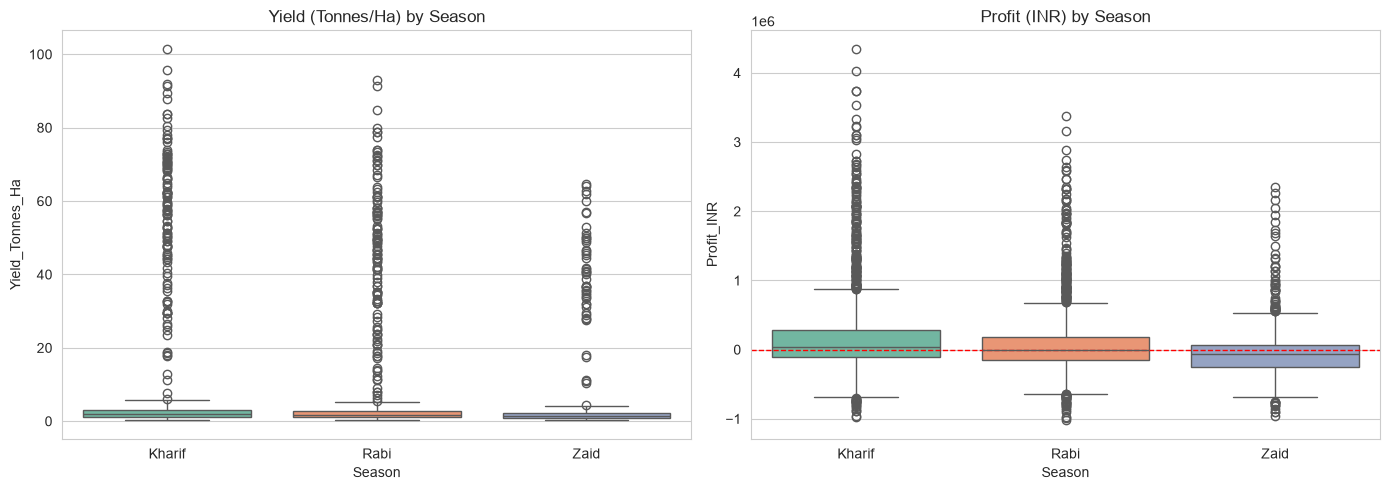 Yield (Tonnes/Ha) by Season
Yield_Tonnes_Ha
100
80
60
40
20
0
Kharif Rabi Zaid
Season
Profit (INR) by Season
1e6
Profit_INR
4
3
2
1
0
−1
Kharif Rabi Zaid
Season